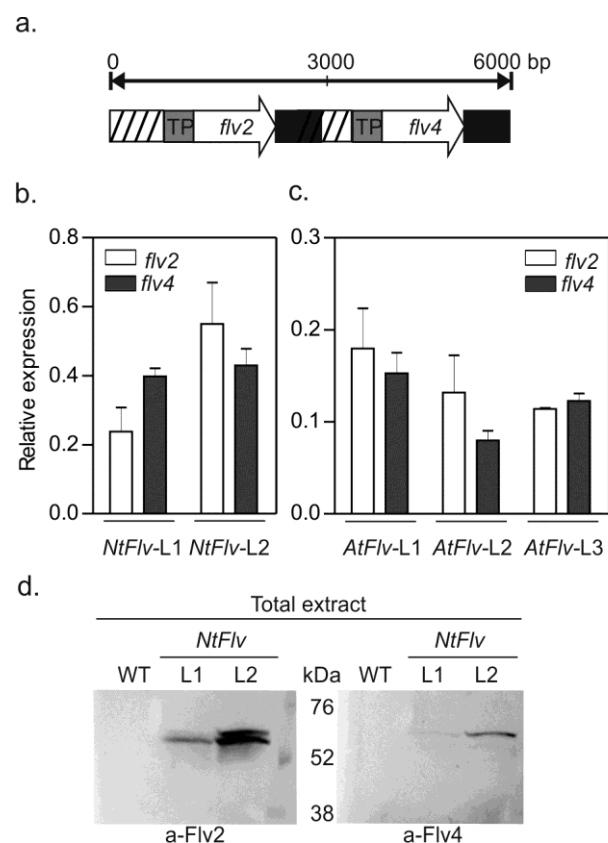 a.
0 3000 6000 bp
TP flv2 TP flv4
b.
c.
Relative expression
0.8
0.6
0.4
0.2
0.0
flv2
flv4
NtFlv-L1 NtFlv-L2
0.3
0.2
0.1
0.0
flv2
flv4
AtFlv-L1 AtFlv-L2 AtFlv-L3
d.
Total extract
NtFlv NtFlv
WT L1 L2 kDa WT L1 L2
76
52
38
a-Flv2 a-Flv4